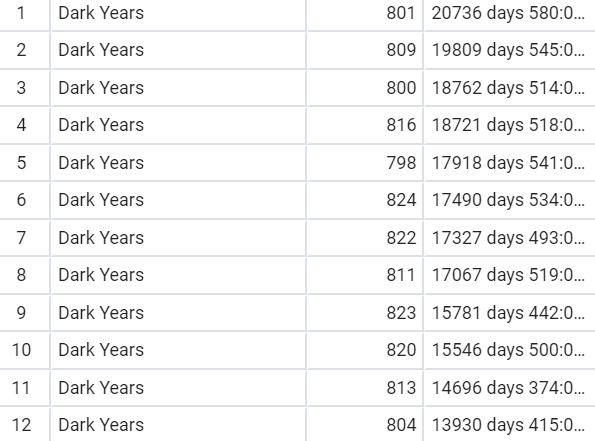 1 Dark Years 801 20736 days 580:0...
2 Dark Years 809 19809 days 545:0...
3 Dark Years 800 18762 days 514:0...
4 Dark Years 816 18721 days 518:0...
5 Dark Years 798 17918 days 541:0...
6 Dark Years 824 17490 days 534:0...
7 Dark Years 822 17327 days 493:0...
8 Dark Years 811 17067 days 519:0...
9 Dark Years 823 15781 days 442:0...
10 Dark Years 820 15546 days 500:0...
11 Dark Years 813 14696 days 374:0...
12 Dark Years 804 13930 days 415:0...